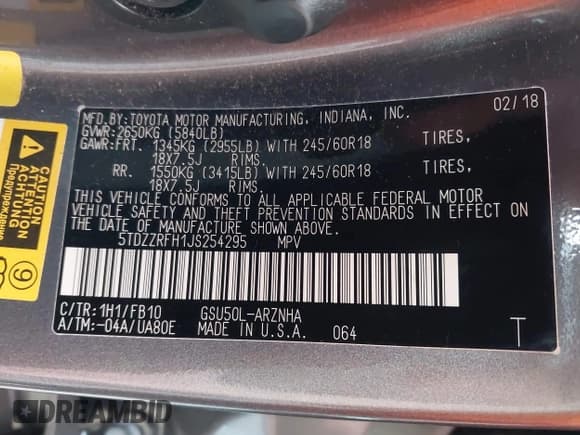 MFD.BY:TOYOTA MOTOR MANUFACTURING, INDIANA, INC. 02/18
GVWR:2650KG (5840LB)
GAWR:FRT. 1345KG (2955LB) WITH 245/60R18 TIRES,
18X7.5J RIMS.
RR. 1550KG (3415LB) WITH 245/60R18 TIRES,
18X7.5J RIMS.
THIS VEHICLE CONFORMS TO ALL APPLICABLE FEDERAL MOTOR
VEHICLE SAFETY AND THEFT PREVENTION STANDARDS IN EFFECT ON
THE DATE OF MANUFACTURE SHOWN ABOVE.
5TDZZRFH1JS254295 MPV
C/TR:1H1/FB10 GSU50L-ARZNHA
A/TM:-04A/UA80E MADE IN U.S.A. 064 T
CAUTION
ATTENTION
ACHTUNG
Предупреждение
9
DREAMBID